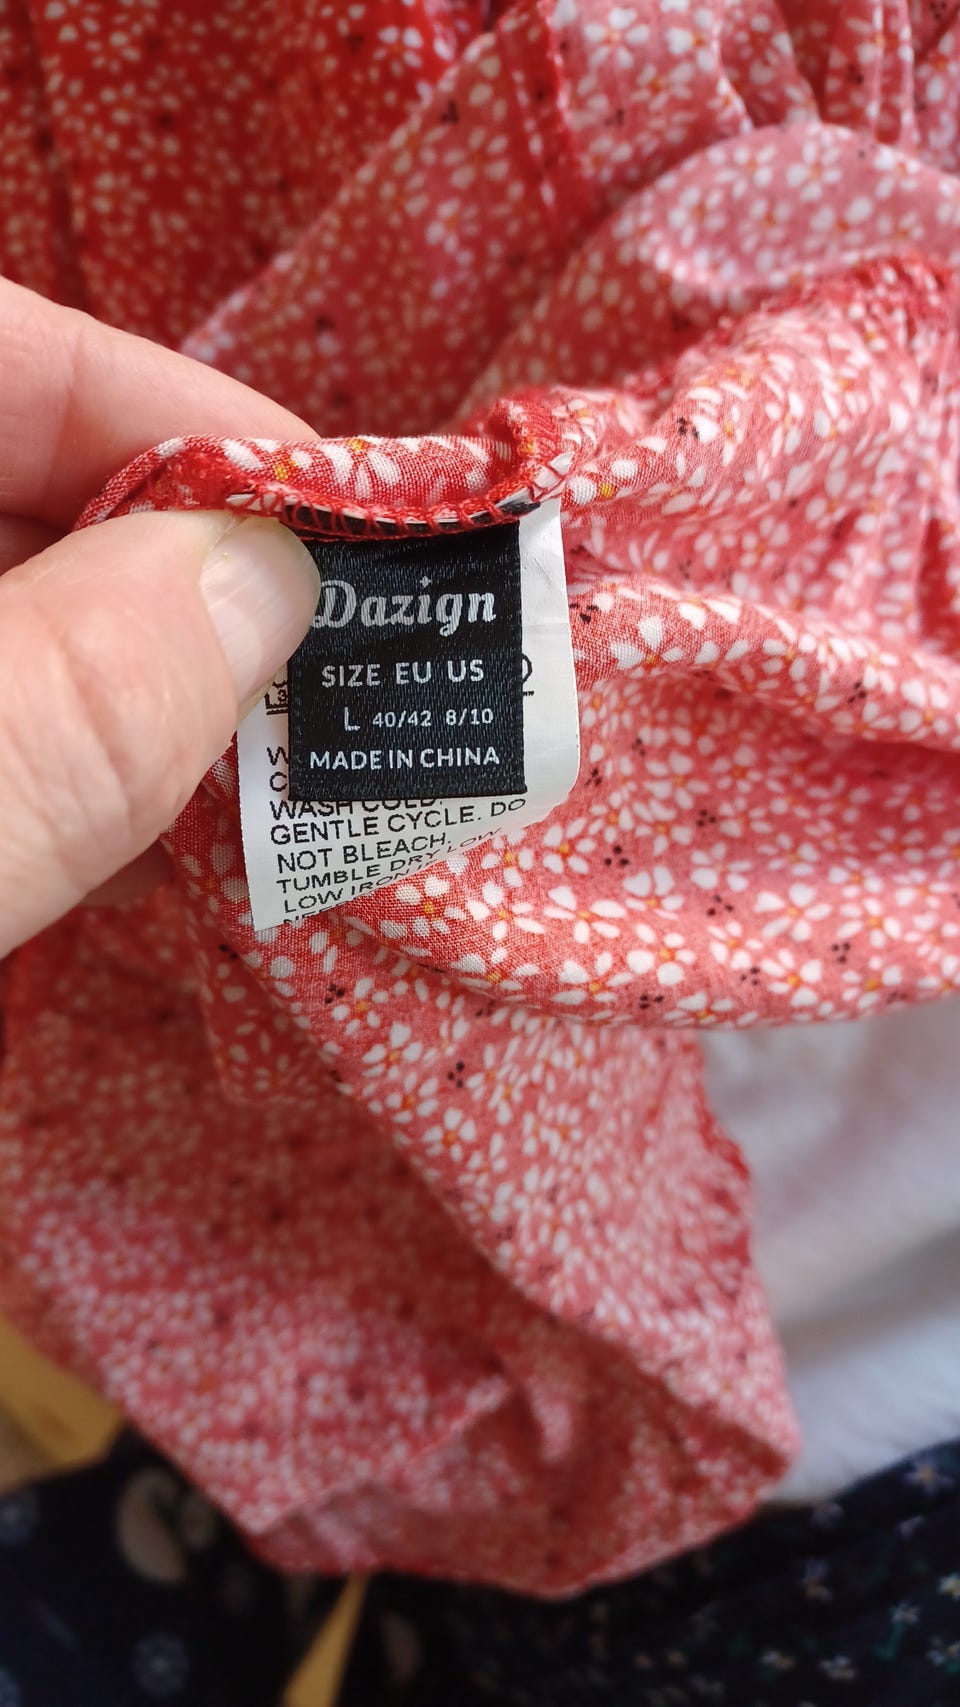 Dazign
SIZE EU US
L 40/42 8/10
MADE IN CHINA
WASH COLD.
GENTLE CYCLE. DO
NOT BLEACH.
TUMBLE DRY LOW
LOW IRON